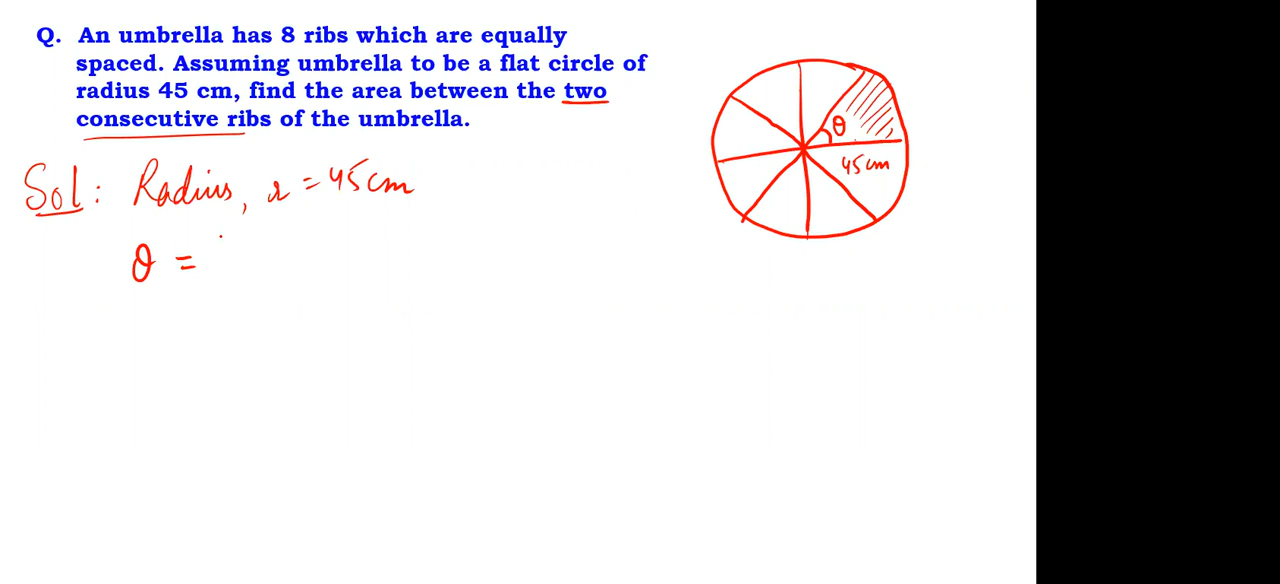 Q. An umbrella has 8 ribs which are equally
spaced. Assuming umbrella to be a flat circle of
radius 45 cm, find the area between the two
consecutive ribs of the umbrella.
θ
45 cm
Sol: Radius, r = 45 cm
θ =